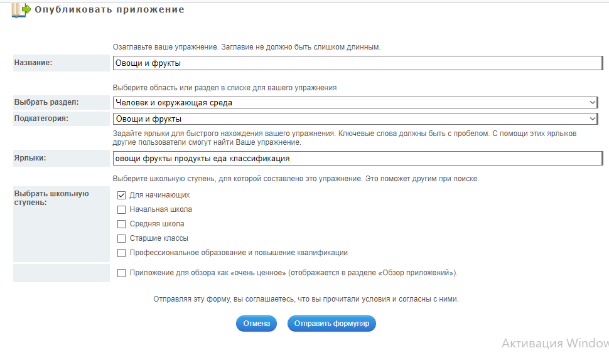 Опубликовать приложение
Озаглавьте ваше упражнение. Заглавие не должно быть слишком длинным.
Название: Овощи и фрукты
Выберите область или раздел в списке для вашего упражнения
Выбрать раздел: Человек и окружающая среда
Подкатегория: Овощи и фрукты
Задайте ярлыки для быстрого нахождения вашего упражнения. Ключевые слова должны быть с пробелом. С помощи этих ярлыков
другие пользователи смогут найти Ваше упражнение.
Ярлыки: овощи фрукты продукты еда классификация
Выберите школьную ступень, для которой составлено это упражнение. Это поможет другим при поиске.
Выбрать школьную
ступень:
Для начинающих
Начальная школа
Средняя школа
Старшие классы
Профессиональное образование и повышение квалификации
Приложение для обзора как «очень ценное» (отображается в разделе «Обзор приложений»).
Отправляя эту форму, вы соглашаетесь, что вы прочитали условия и согласны с ними.
Отмена Отправить формуляр
Активация Window